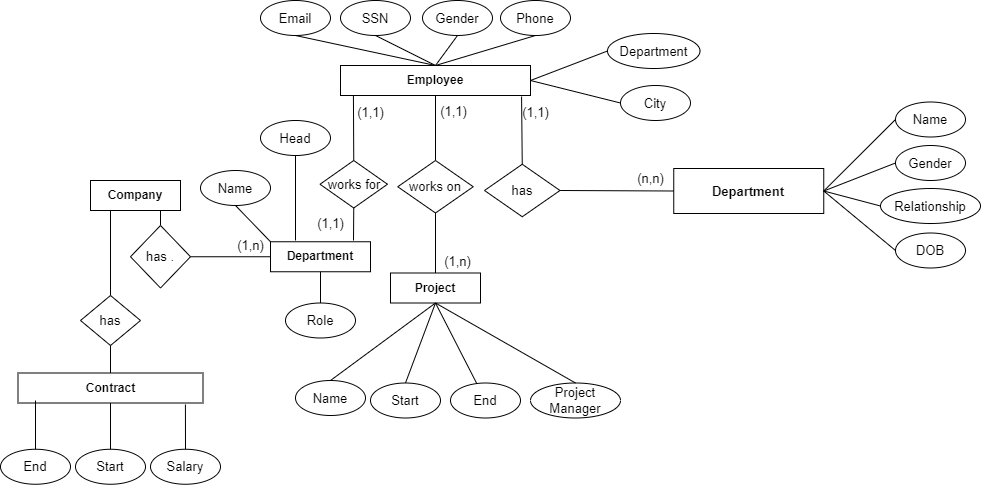 Email
SSN
Gender
Phone
Department
Employee
City
(1,1)
(1,1)
(1,1)
Name
Head
Gender
works for
works on
has
(n,n)
Department
Name
Company
Relationship
(1,1)
(1,n)
DOB
has .
Department
(1,n)
Project
has
Role
Contract
Name
Start
End
Project
Manager
End
Start
Salary